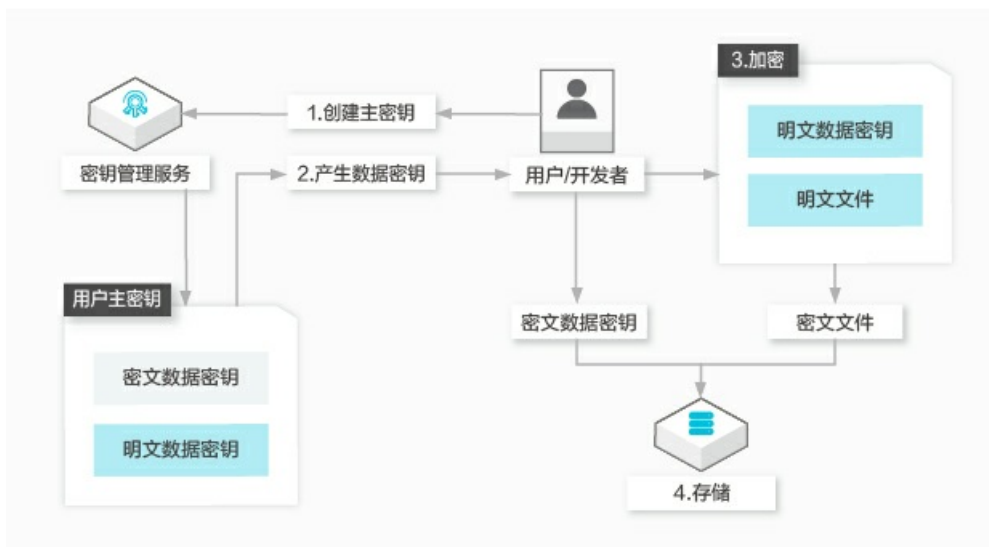 3.加密
1.创建主密钥
明文数据密钥
密钥管理服务
2.产生数据密钥
用户/开发者
明文文件
用户主密钥
密文数据密钥
密文文件
密文数据密钥
明文数据密钥
4.存储